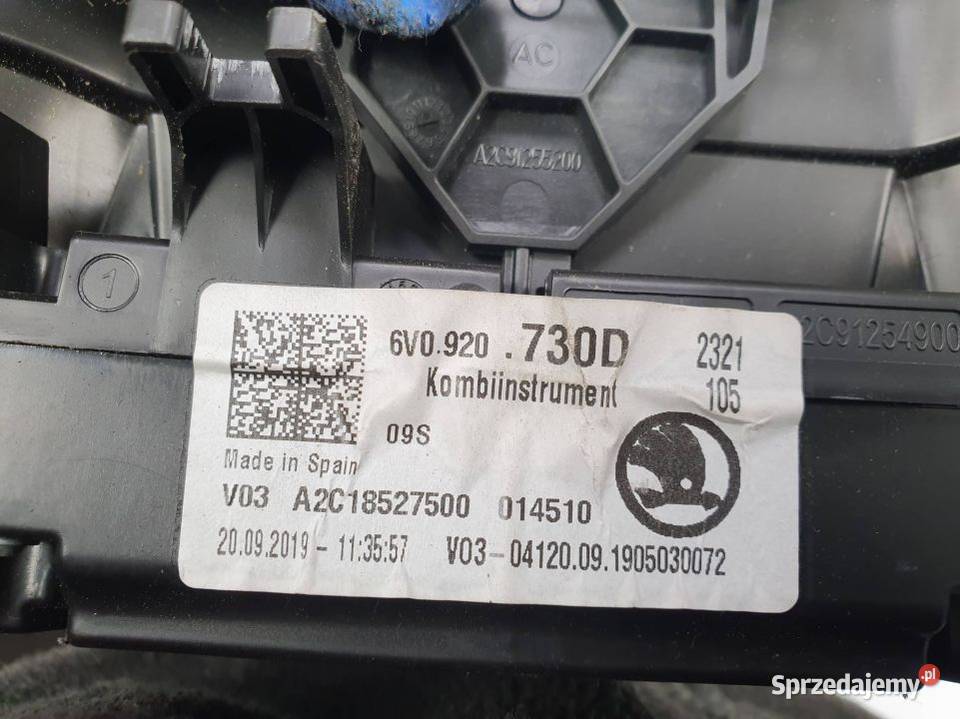 AC
A2C91255200
1
2C91254900
6V0.920 .730D 2321
Kombiinstrument 105
09S
Made in Spain
V03 A2C18527500 014510
20.09.2019 - 11:35:57 V03-04120.09.1905030072
Sprzedajemy.pl